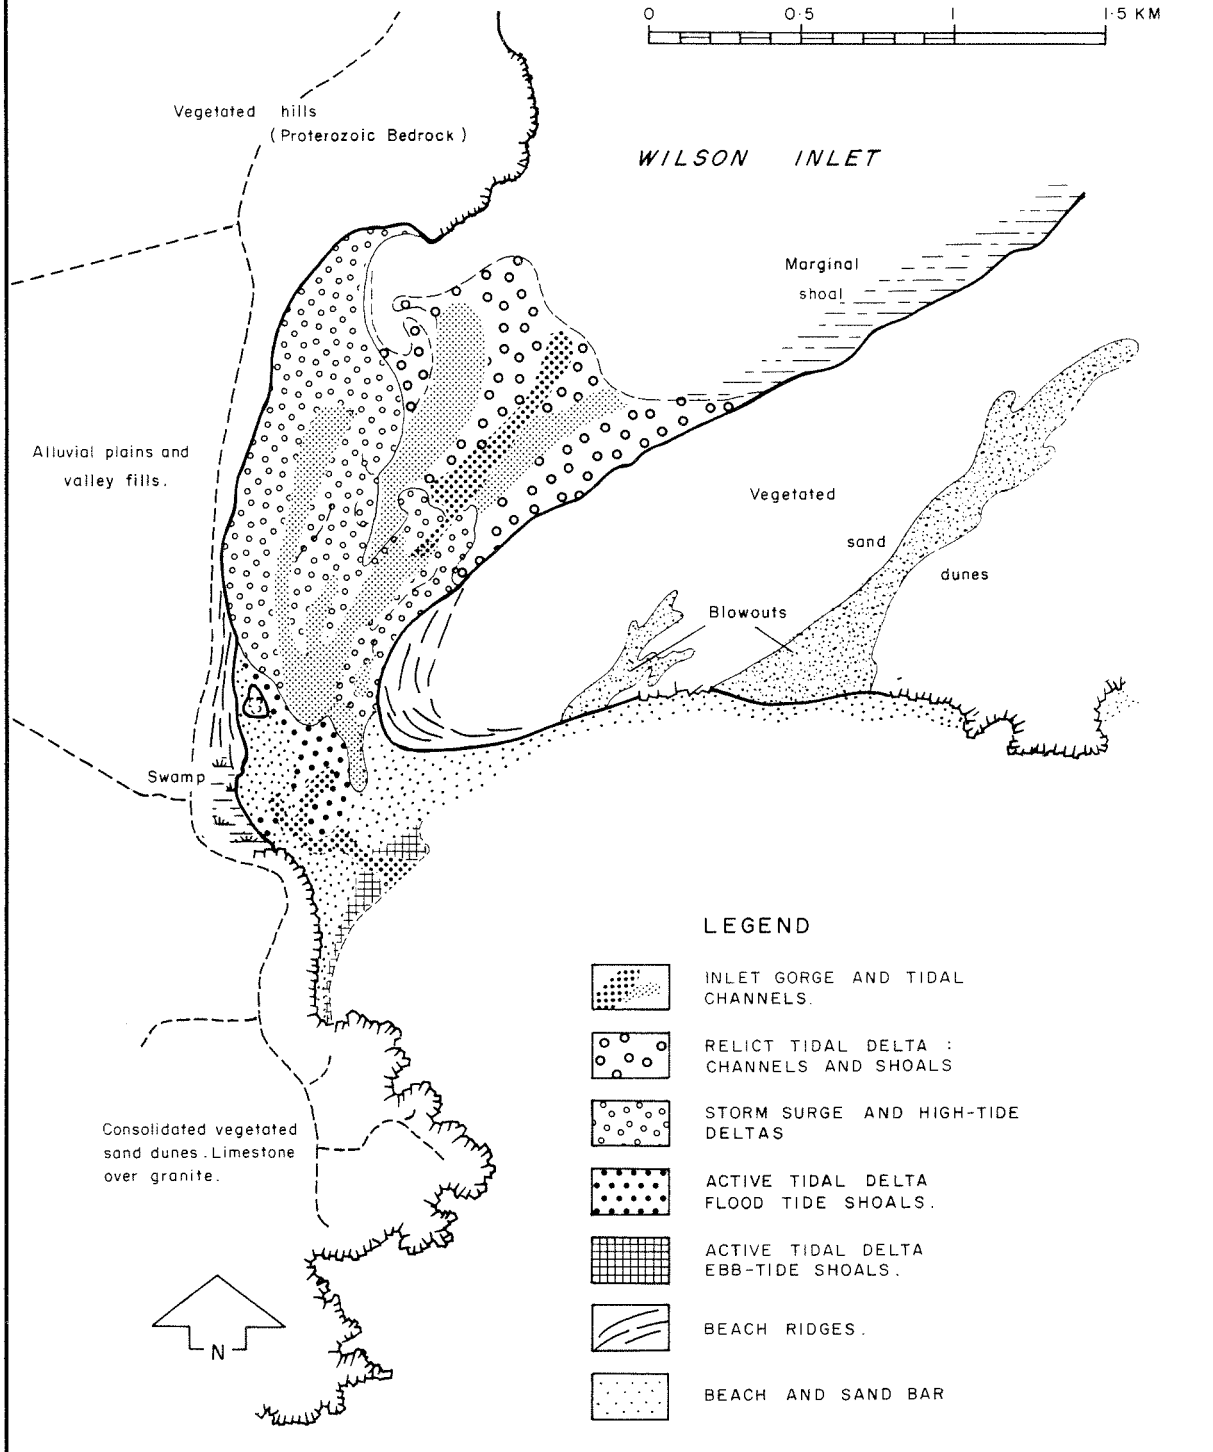 0 0·5 1 1·5 KM
Vegetated hills
(Proterozoic Bedrock)
WILSON INLET
Marginal
shoal
Alluvial plains and
valley fills.
Vegetated
sand
dunes
Blowouts
Swamp
LEGEND
INLET GORGE AND TIDAL
CHANNELS.
RELICT TIDAL DELTA :
CHANNELS AND SHOALS
STORM SURGE AND HIGH-TIDE
DELTAS
ACTIVE TIDAL DELTA
FLOOD TIDE SHOALS.
ACTIVE TIDAL DELTA
EBB-TIDE SHOALS.
BEACH RIDGES.
BEACH AND SAND BAR
Consolidated vegetated
sand dunes. Limestone
over granite.
N